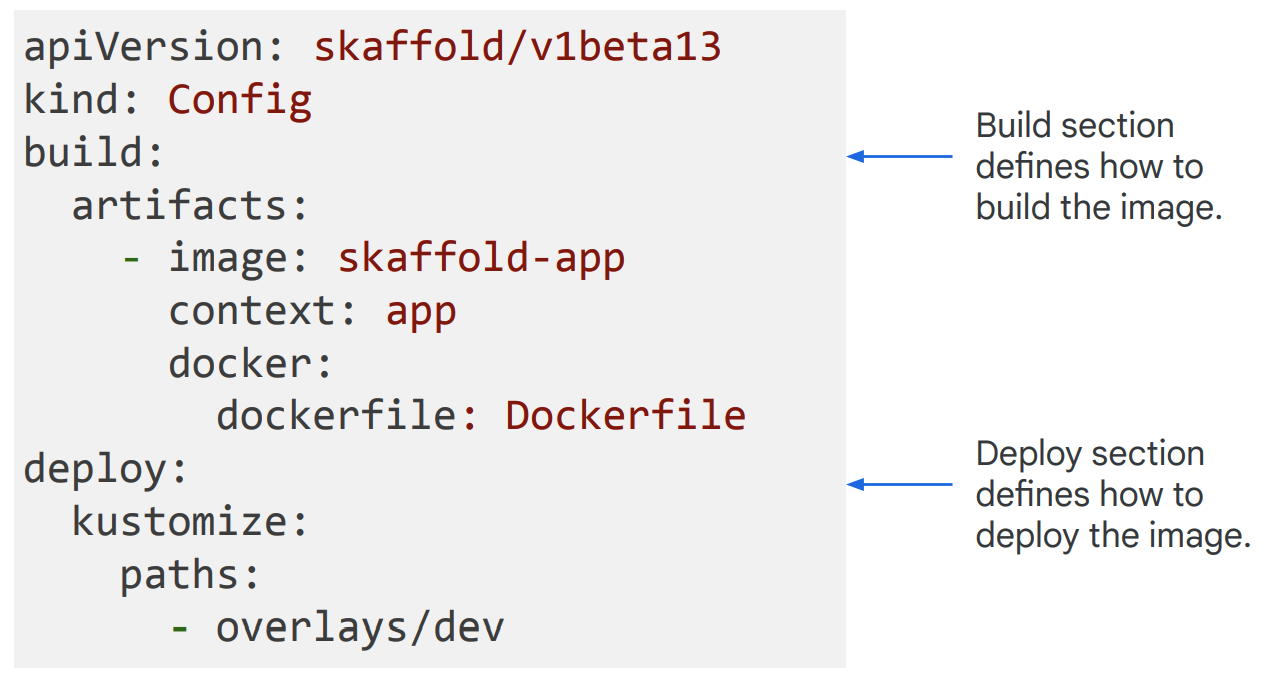 apiVersion: skaffold/v1beta13
kind: Config
build:
  artifacts:
    - image: skaffold-app
      context: app
      docker:
        dockerfile: Dockerfile
deploy:
  kustomize:
    paths:
      - overlays/dev
Build section
defines how to
build the image.
Deploy section
defines how to
deploy the image.